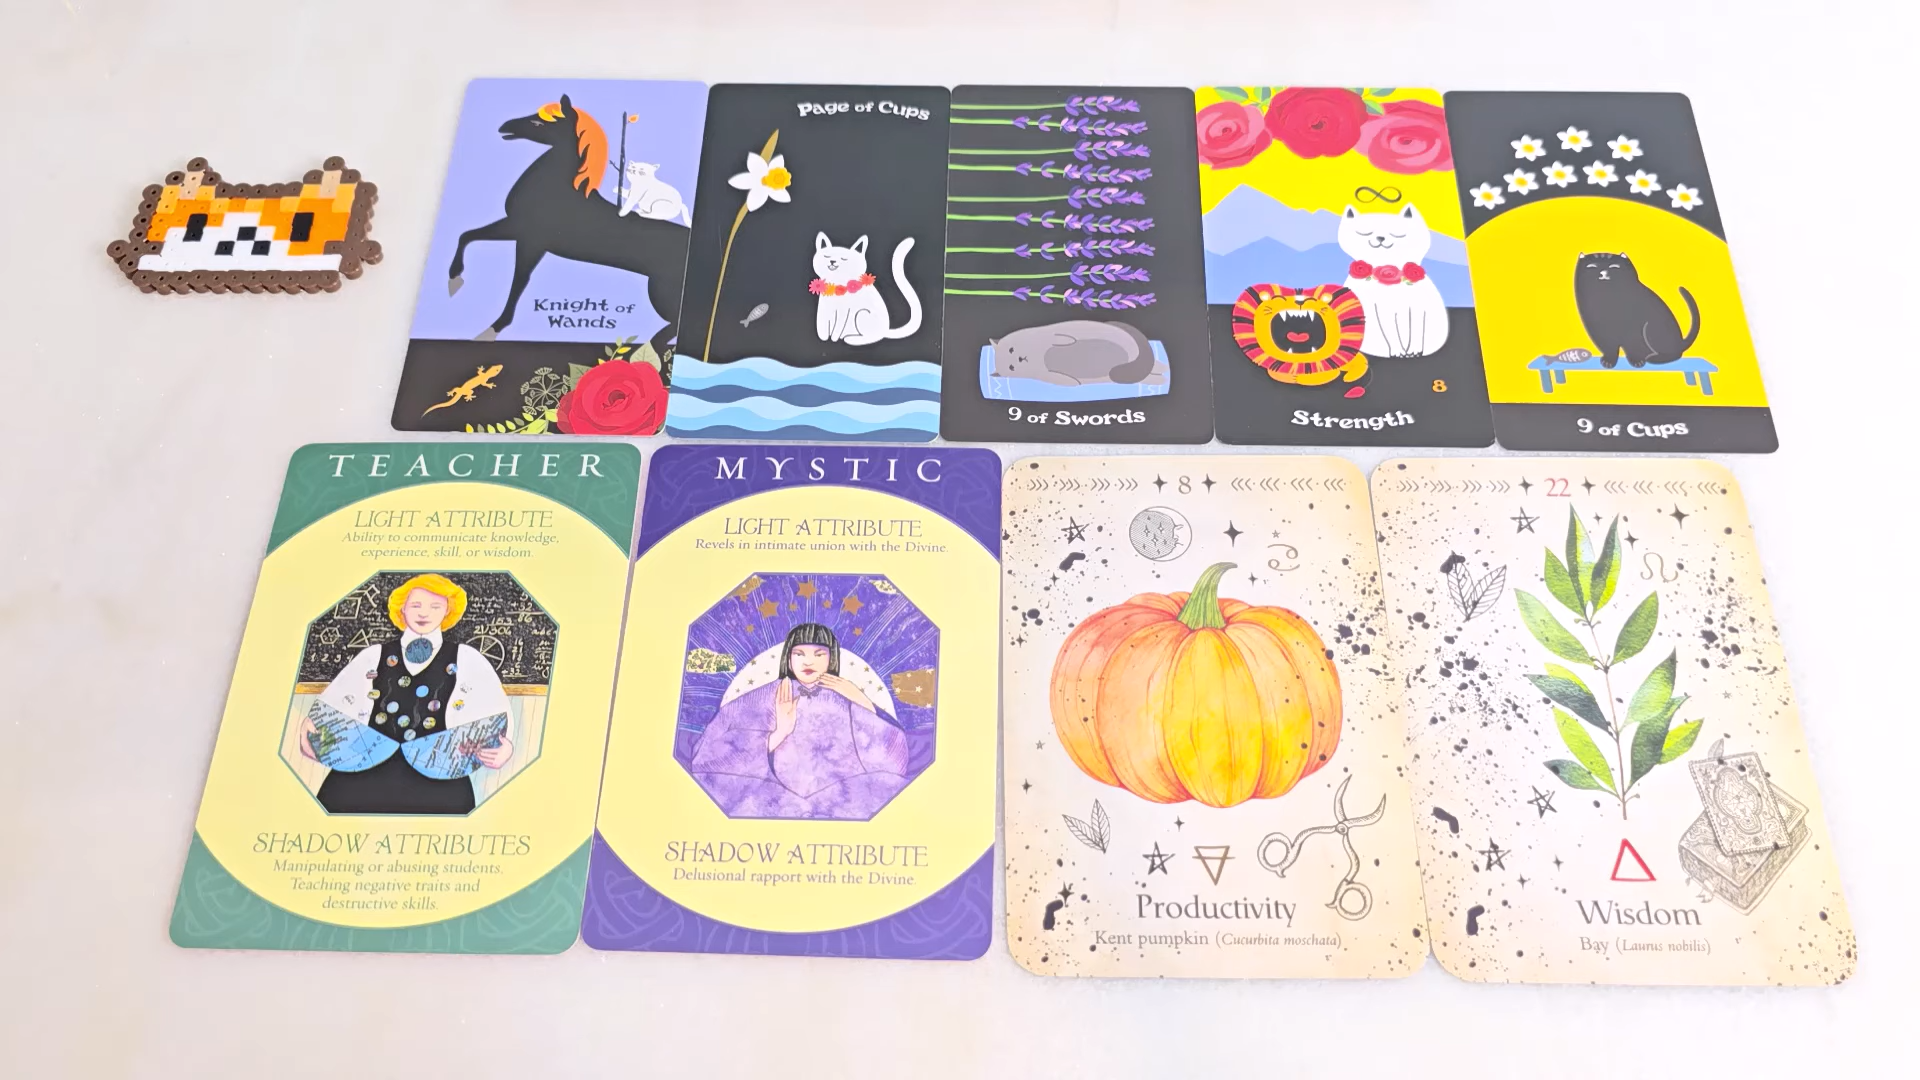 Knight of
Wands
Page of Cups
9 of Swords
8
Strength
9 of Cups
TEACHER
LIGHT ATTRIBUTE
Ability to communicate knowledge,
experience, skill, or wisdom.
SHADOW ATTRIBUTES
Manipulating or abusing students.
Teaching negative traits and
destructive skills.
MYSTIC
LIGHT ATTRIBUTE
Revels in intimate union with the Divine.
SHADOW ATTRIBUTE
Delusional rapport with the Divine.
8
Productivity
Kent pumpkin (Cucurbita moschata)
22
Wisdom
Bay (Laurus nobilis)